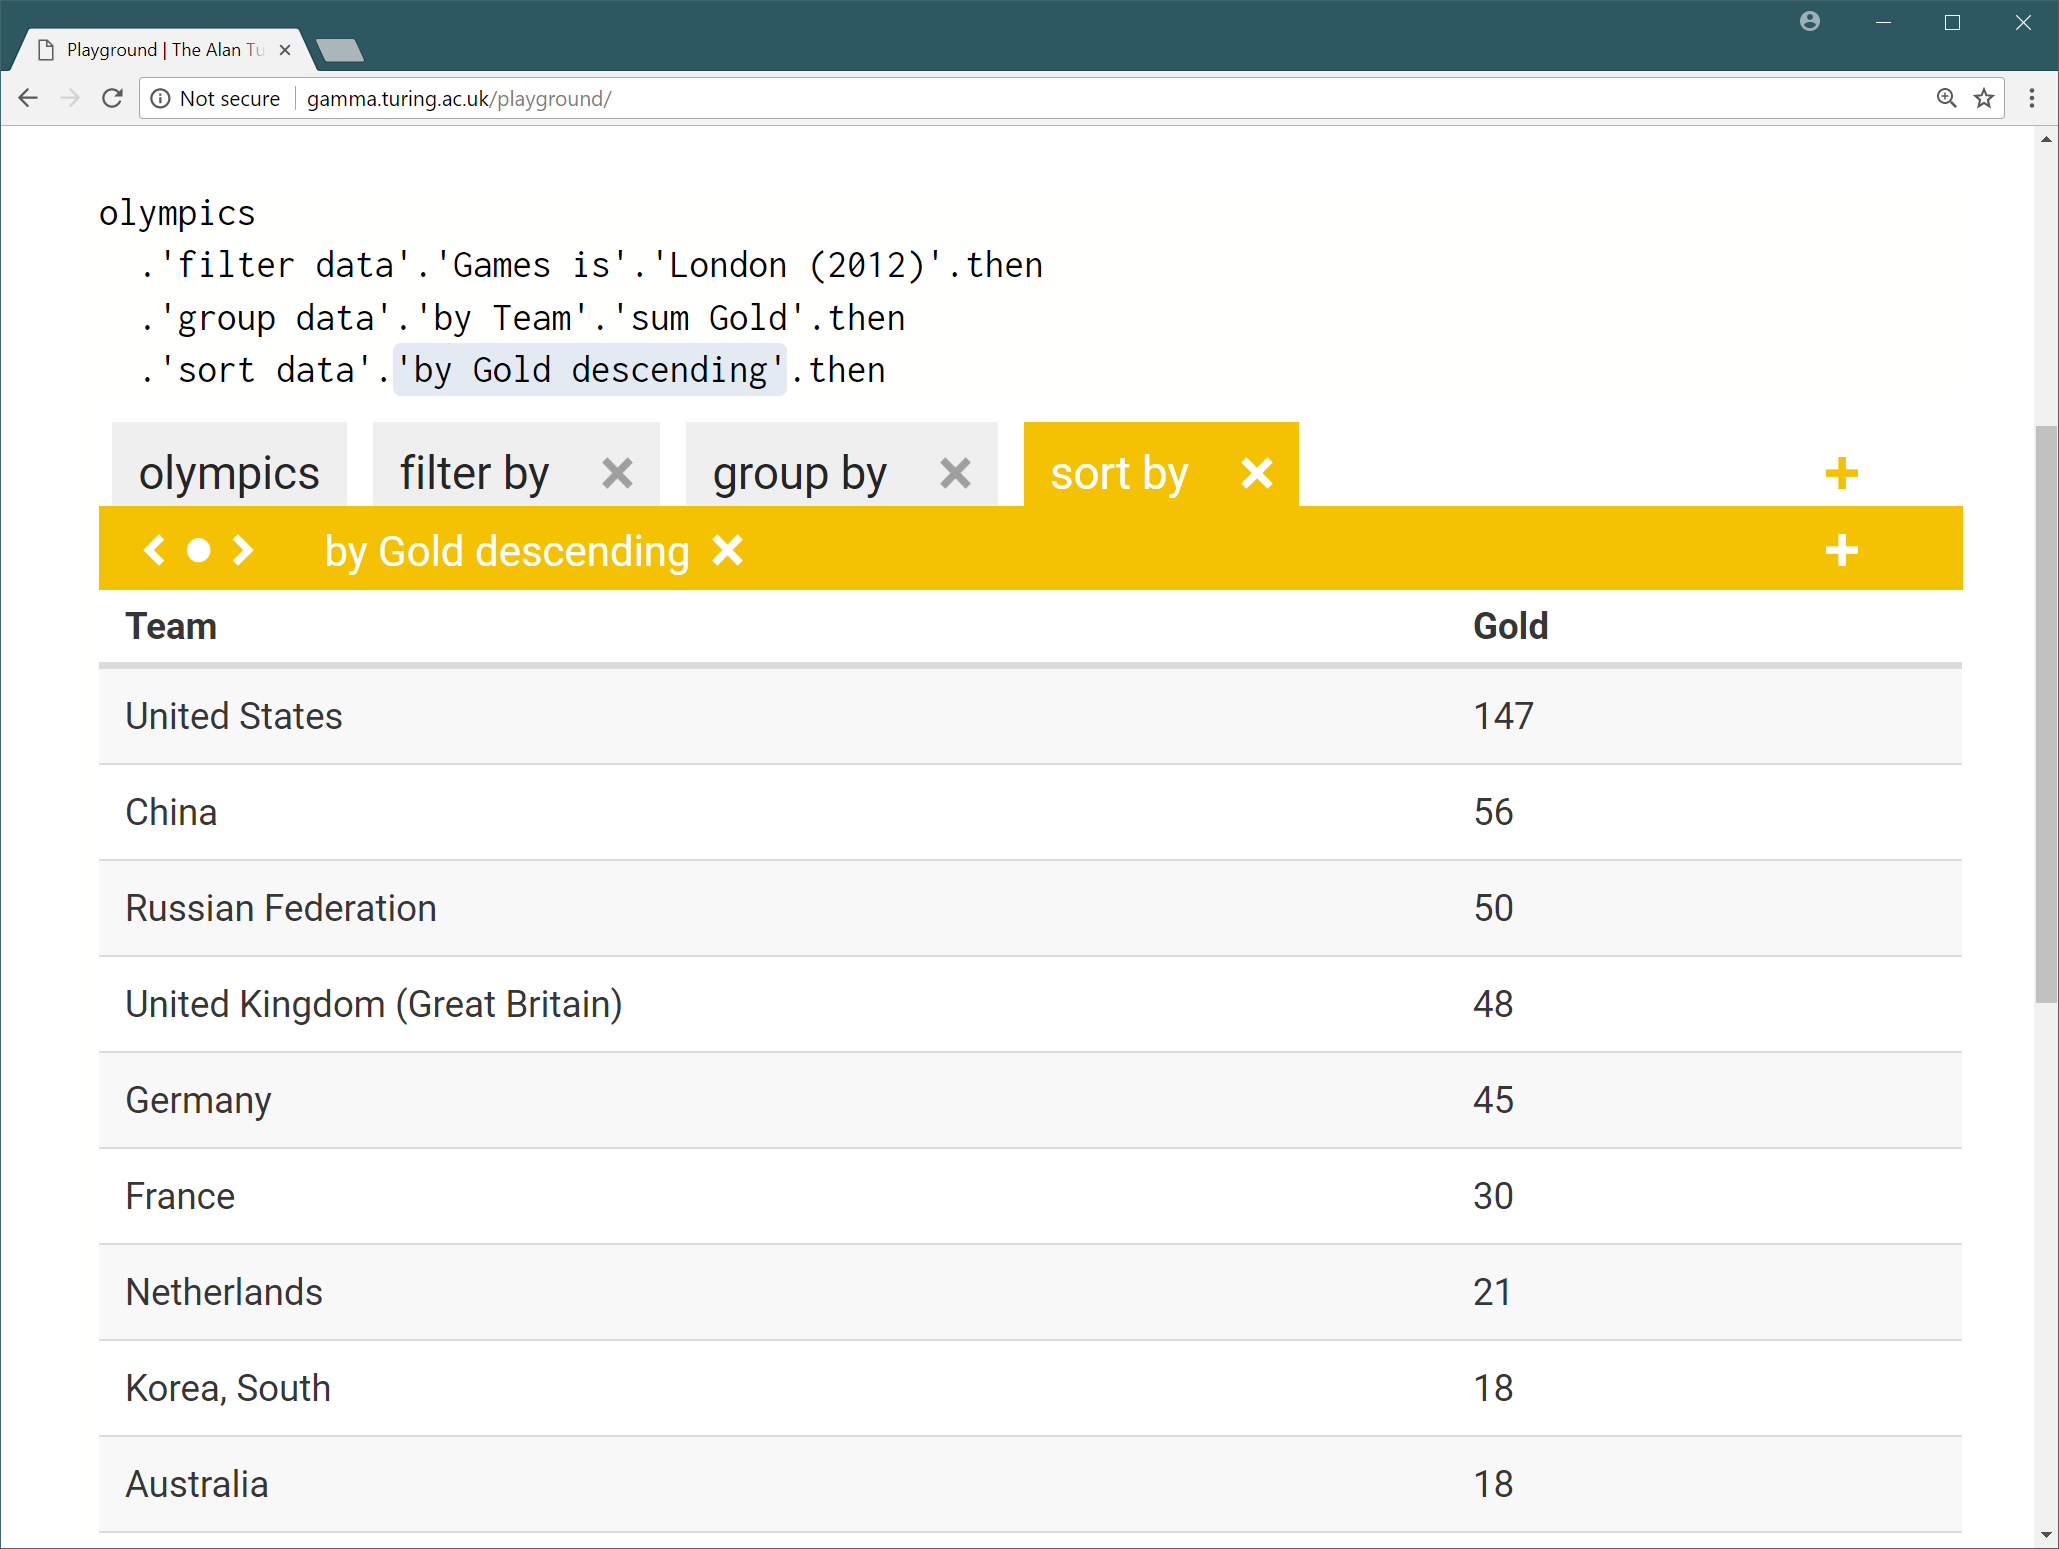 Playground | The Alan Tu
Not secure gamma.turing.ac.uk/playground/
olympics
.'filter data'.'Games is'.'London (2012)'.then
.'group data'.'by Team'.'sum Gold'.then
.'sort data'.'by Gold descending'.then
olympics filter by group by sort by
by Gold descending
Team Gold
United States 147
China 56
Russian Federation 50
United Kingdom (Great Britain) 48
Germany 45
France 30
Netherlands 21
Korea, South 18
Australia 18